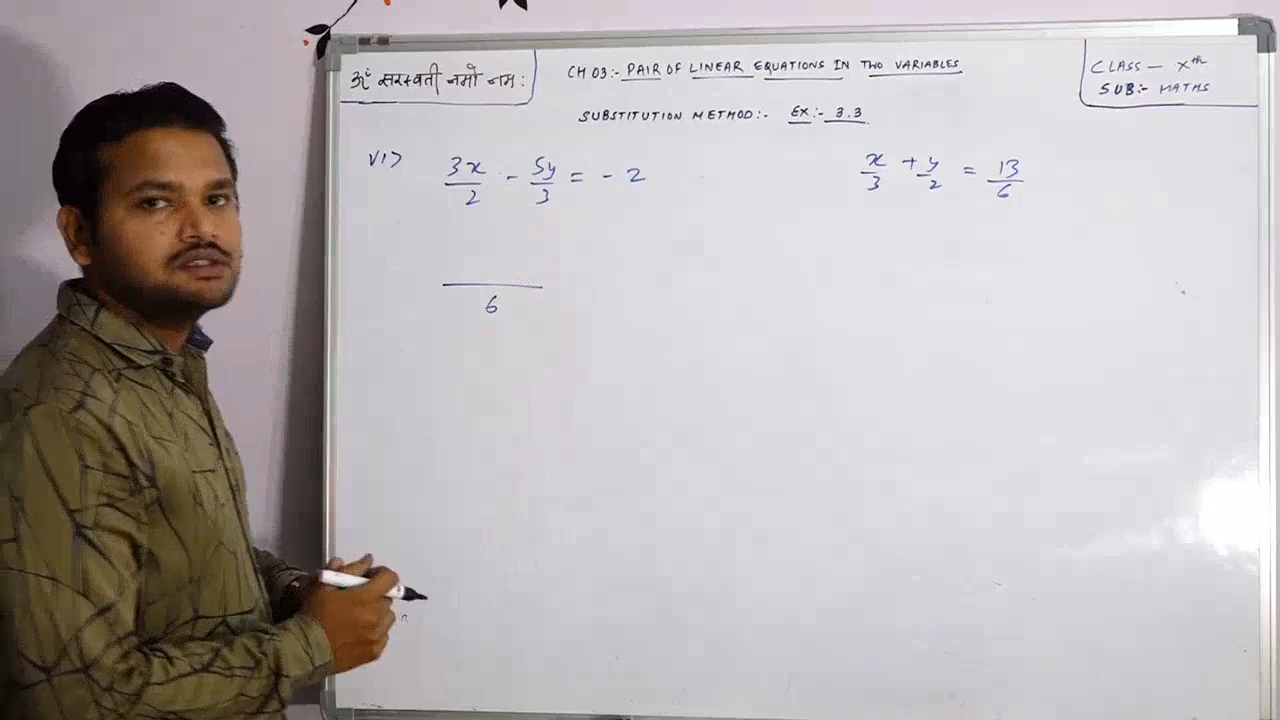 ॐ सरस्वती नमो नमः
CH 03:- PAIR OF LINEAR EQUATIONS IN TWO VARIABLES
CLASS - Xth
SUB:- MATHS
SUBSTITUTION METHOD:- EX:- 3.3
VI> 3x/2 - 5y/3 = - 2
x/3 + y/2 = 13/6
6